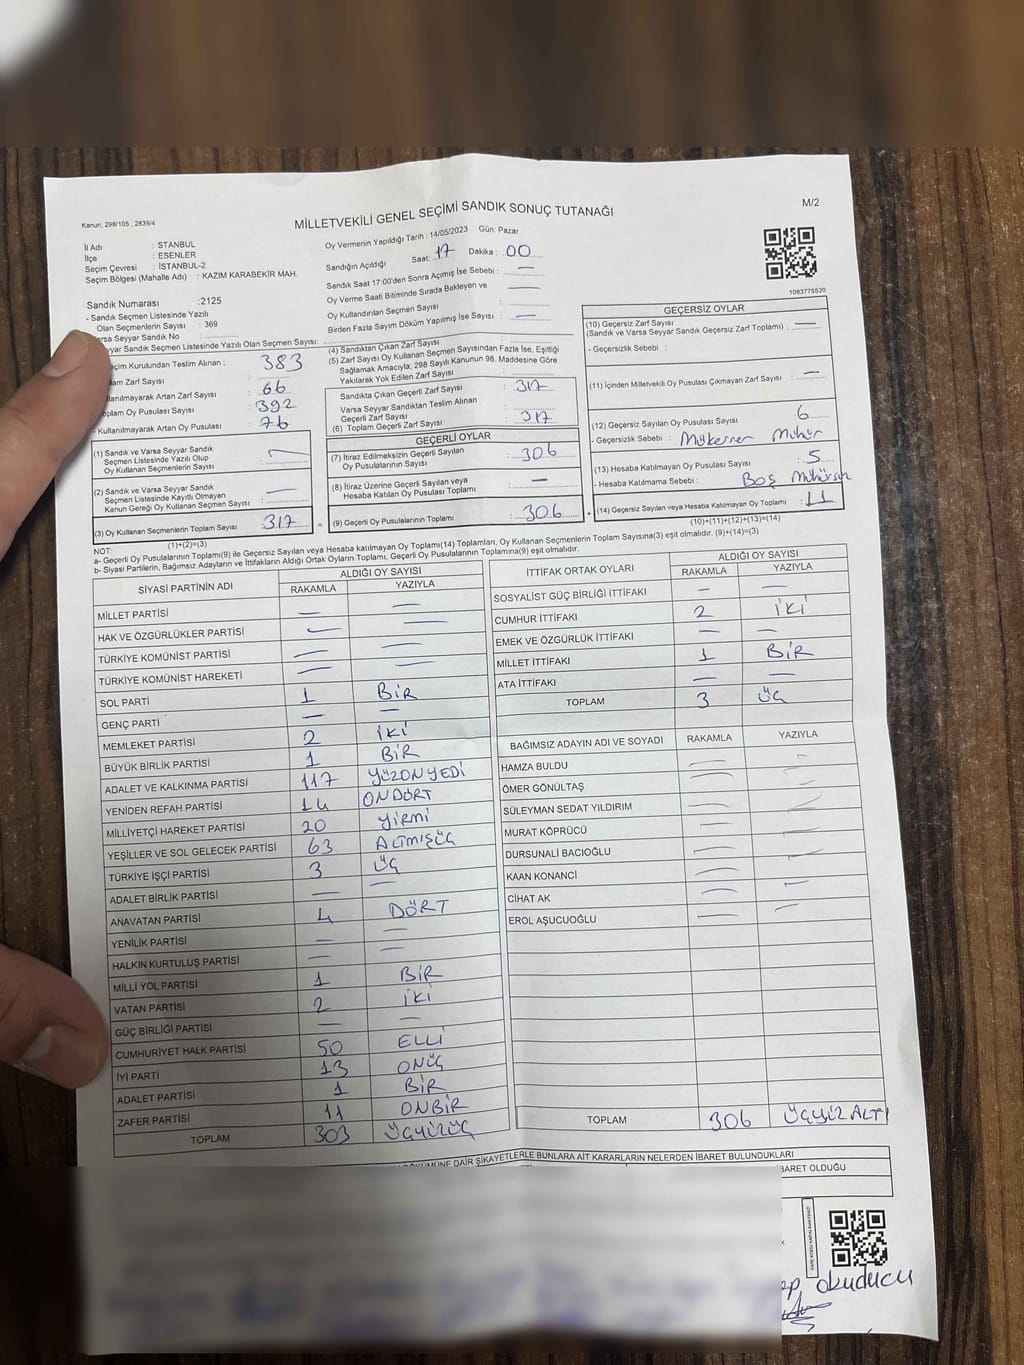 M/2
Kanun; 298/105 , 2839/4
MİLLETVEKİLİ GENEL SEÇİMİ SANDIK SONUÇ TUTANAĞI
İl Adı : İSTANBUL
İlçe : ESENLER
Seçim Çevresi : İSTANBUL-2
Seçim Bölgesi (Mahalle Adı) : KAZIM KARABEKİR MAH.
Sandık Numarası :2125
- Sandık Seçmen Listesinde Yazılı
Olan Seçmenlerin Sayısı : 369
arsa Seyyar Sandık No :
yyar Sandık Seçmen Listesinde Yazılı Olan Seçmen Sayısı:
eçim Kurulundan Teslim Alınan : 383
am Zarf Sayısı
llanılmayarak Artan Zarf Sayısı : 66
oplam Oy Pusulası Sayısı : 392
- Kullanılmayarak Artan Oy Pusulası : 76
Oy Vermenin Yapıldığı Tarih : 14/05/2023 Gün: Pazar
Sandığın Açıldığı Saat: 17 Dakika : 00
Sandık Saat 17:00'den Sonra Açımış İse Sebebi : —
Oy Verme Saati Bitiminde Sırada Bekleyen ve
Oy Kullandırılan Seçmen Sayısı : —
Birden Fazla Sayım Döküm Yapılmış İse Sayısı : —
(4) Sandıktan Çıkan Zarf Sayısı
(5) Zarf Sayısı Oy Kullanan Seçmen Sayısından Fazla İse, Eşitliği
Sağlamak Amacıyla; 298 Sayılı Kanunun 98. Maddesine Göre
Yakılarak Yok Edilen Zarf Sayısı :
Sandıkta Çıkan Geçerli Zarf Sayısı : 317
Varsa Seyyar Sandıktan Teslim Alınan
Geçerli Zarf Sayısı :
(6) Toplam Geçerli Zarf Sayısı : 317
1083775520
GEÇERSİZ OYLAR
(10) Geçersiz Zarf Sayısı
(Sandık ve Varsa Seyyar Sandık Geçersiz Zarf Toplamı) : —
- Geçersizlik Sebebi :
(11) İçinden Milletvekili Oy Pusulası Çıkmayan Zarf Sayısı : —
(12) Geçersiz Sayılan Oy Pusulası Sayısı : 6
- Geçersizlik Sebebi : Mükerrer Mühür
(13) Hesaba Katılmayan Oy Pusulası Sayısı : 5
- Hesaba Katılmama Sebebi : Boş Mühürsün
(14) Geçersiz Sayılan veya Hesaba Katılmayan Oy Toplamı : 11
(10)+(11)+(12)+(13)=(14)
(1) Sandık ve Varsa Seyyar Sandık
Seçmen Listesinde Yazılı Olup
Oy Kullanan Seçmenlerin Sayısı : —
(2) Sandık ve Varsa Seyyar Sandık
Seçmen Listesinde Kayıtlı Olmayan
Kanun Gereği Oy Kullanan Seçmen Sayısı : —
(3) Oy Kullanan Seçmenlerin Toplam Sayısı : 317 =
(1)+(2)=(3)
GEÇERLİ OYLAR
(7) İtiraz Edilmeksizin Geçerli Sayılan
Oy Pusulalarının Sayısı : 306
(8) İtiraz Üzerine Geçerli Sayılan veya
Hesaba Katılan Oy Pusulası Toplamı : —
(9) Geçerli Oy Pusulalarının Toplamı : 306 +
NOT:
a- Geçerli Oy Pusulalarının Toplamı(9) ile Geçersiz Sayılan veya Hesaba katılmayan Oy Toplamı(14) Toplamları, Oy Kullanan Seçmenlerin Toplam Sayısına(3) eşit olmalıdır. (9)+(14)=(3)
b- Siyasi Partilerin, Bağımsız Adayların ve İttifakların Aldığı Ortak Oyların Toplamı, Geçerli Oy Pusulalarının Toplamına(9) eşit olmalıdır.
SİYASİ PARTİNİN ADI ALDIĞI OY SAYISI
RAKAMLA YAZIYLA
MİLLET PARTİSİ — —
HAK VE ÖZGÜRLÜKLER PARTİSİ — —
TÜRKİYE KOMÜNİST PARTİSİ — —
TÜRKİYE KOMÜNİST HAREKETİ — —
SOL PARTİ 1 BİR
GENÇ PARTİ — —
MEMLEKET PARTİSİ 2 İKİ
BÜYÜK BİRLİK PARTİSİ 1 BİR
ADALET VE KALKINMA PARTİSİ 117 YÜZONYEDİ
YENİDEN REFAH PARTİSİ 14 ONDÖRT
MİLLİYETÇİ HAREKET PARTİSİ 20 YİRMİ
YEŞİLLER VE SOL GELECEK PARTİSİ 63 ALTMIŞÜÇ
TÜRKİYE İŞÇİ PARTİSİ 3 ÜÇ
ADALET BİRLİK PARTİSİ — —
ANAVATAN PARTİSİ 4 DÖRT
YENİLİK PARTİSİ — —
HALKIN KURTULUŞ PARTİSİ — —
MİLLİ YOL PARTİSİ 1 BİR
VATAN PARTİSİ 2 İKİ
GÜÇ BİRLİĞİ PARTİSİ — —
CUMHURİYET HALK PARTİSİ 50 ELLİ
İYİ PARTİ 13 ONÜÇ
ADALET PARTİSİ 1 BİR
ZAFER PARTİSİ 11 ONBİR
TOPLAM 303 ÜÇYÜZÜÇ
İTTİFAK ORTAK OYLARI ALDIĞI OY SAYISI
RAKAMLA YAZIYLA
SOSYALİST GÜÇ BİRLİĞİ İTTİFAKI — —
CUMHUR İTTİFAKI 2 İKİ
EMEK VE ÖZGÜRLÜK İTTİFAKI — —
MİLLET İTTİFAKI 1 BİR
ATA İTTİFAKI — —
TOPLAM 3 ÜÇ
BAĞIMSIZ ADAYIN ADI VE SOYADI RAKAMLA YAZIYLA
HAMZA BULDU — —
ÖMER GÖNÜLTAŞ — —
SÜLEYMAN SEDAT YILDIRIM — —
MURAT KÖPRÜCÜ — —
DURSUNALİ BACIOĞLU — —
KAAN KONANCİ — —
CİHAT AK — —
EROL AŞUCUOĞLU — —
TOPLAM 306 ÜÇYÜZ ALTI
DÖKÜMÜNE DAİR ŞİKAYETLERLE BUNLARA AİT KARARLARIN NELERDEN İBARET BULUNDUKLARI
BARET OLDUĞU
ep okuducu